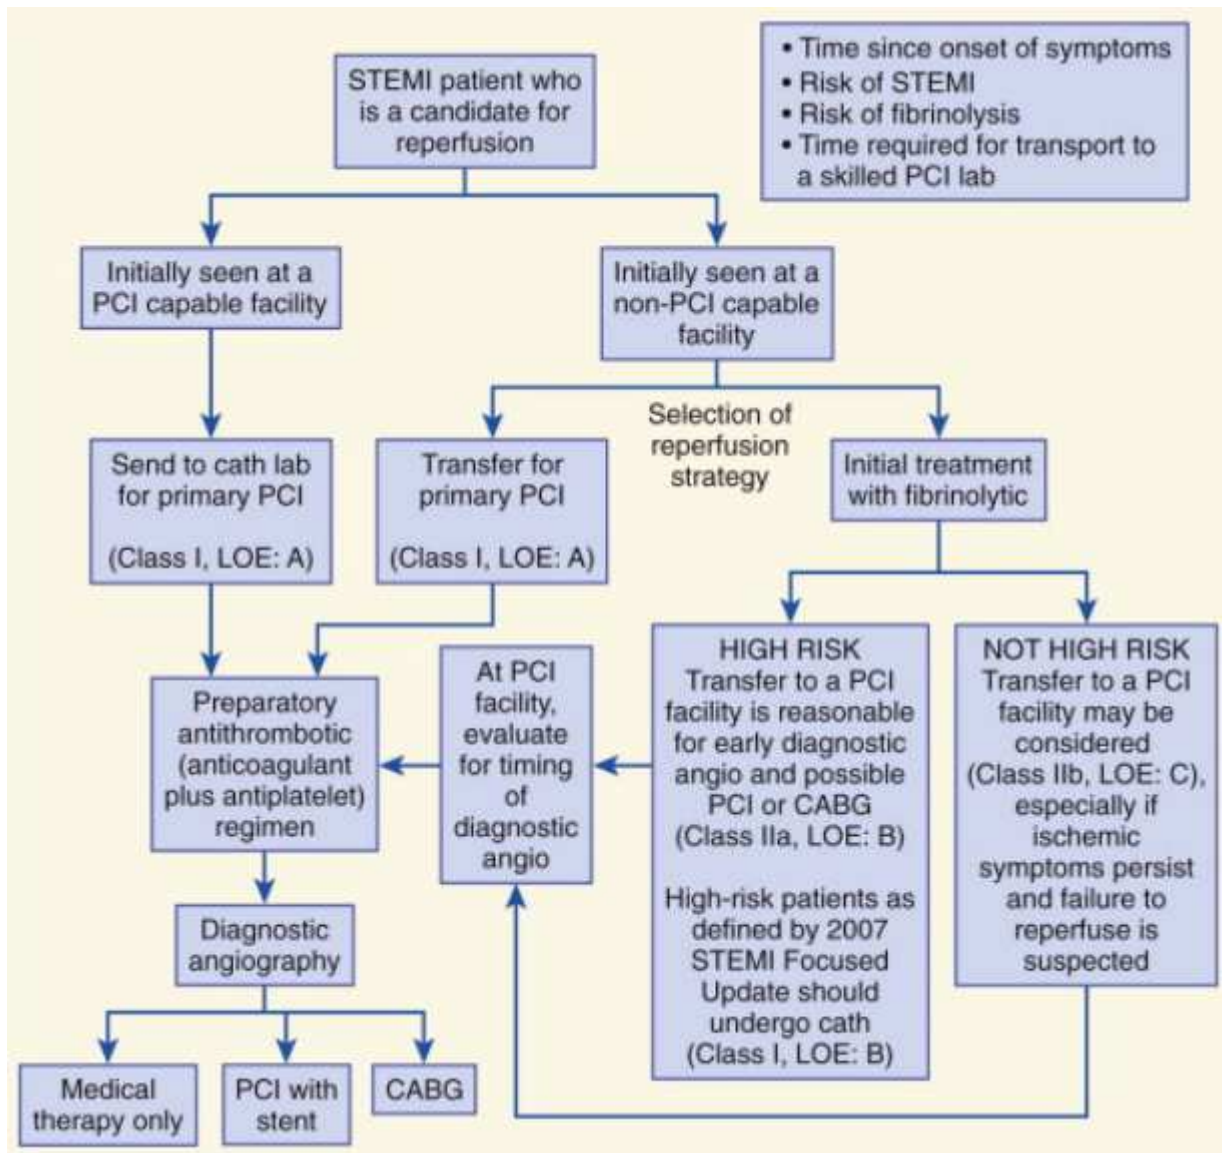 STEMI patient who
is a candidate for
reperfusion
• Time since onset of symptoms
• Risk of STEMI
• Risk of fibrinolysis
• Time required for transport to
a skilled PCI lab
Initially seen at a
PCI capable facility
Initially seen at a
non-PCI capable
facility
Selection of
reperfusion
strategy
Send to cath lab
for primary PCI
(Class I, LOE: A)
Transfer for
primary PCI
(Class I, LOE: A)
Initial treatment
with fibrinolytic
Preparatory
antithrombotic
(anticoagulant
plus antiplatelet)
regimen
At PCI
facility,
evaluate
for timing
of
diagnostic
angio
HIGH RISK
Transfer to a PCI
facility is reasonable
for early diagnostic
angio and possible
PCI or CABG
(Class IIa, LOE: B)
High-risk patients as
defined by 2007
STEMI Focused
Update should
undergo cath
(Class I, LOE: B)
NOT HIGH RISK
Transfer to a PCI
facility may be
considered
(Class IIb, LOE: C),
especially if
ischemic
symptoms persist
and failure to
reperfuse is
suspected
Diagnostic
angiography
Medical
therapy only
PCI with
stent
CABG